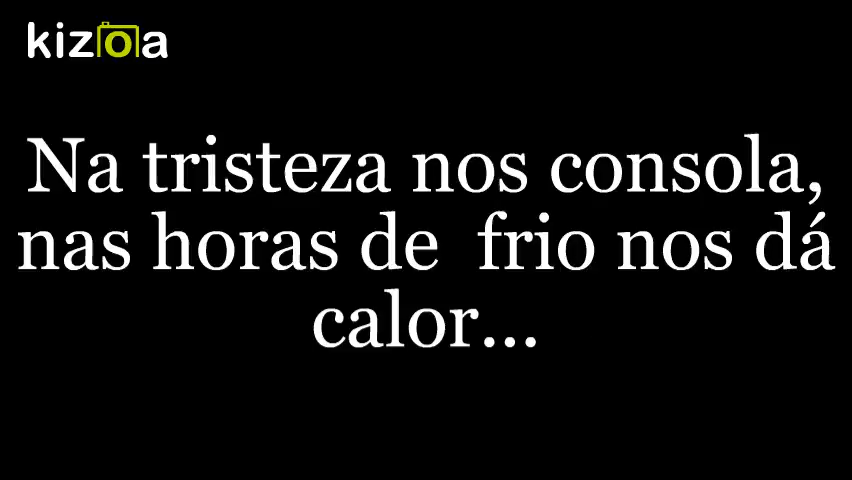 kizoa
Na tristeza nos consola,
nas horas de  frio nos dá
calor...